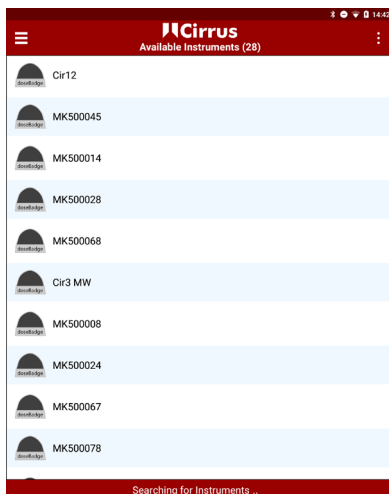 14:42
Cirrus
Available Instruments (28)
Cir12
doseBadge
MK500045
doseBadge
MK500014
doseBadge
MK500028
doseBadge
MK500068
doseBadge
Cir3 MW
doseBadge
MK500008
doseBadge
MK500024
doseBadge
MK500067
doseBadge
MK500078
doseBadge
Searching for Instruments ..